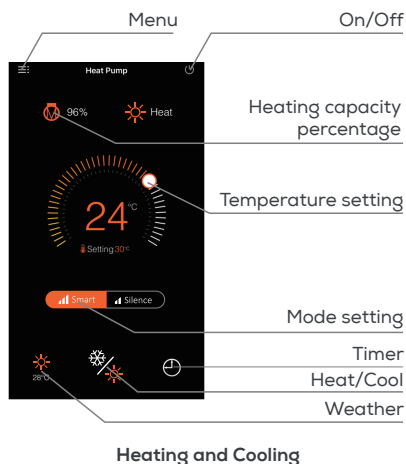 Menu
On/Off
Heat Pump
96%
Heat
Heating capacity
percentage
24°C
Setting 30°C
Temperature setting
Smart
Silence
Mode setting
Timer
28°C
Heat/Cool
Weather
Heating and Cooling